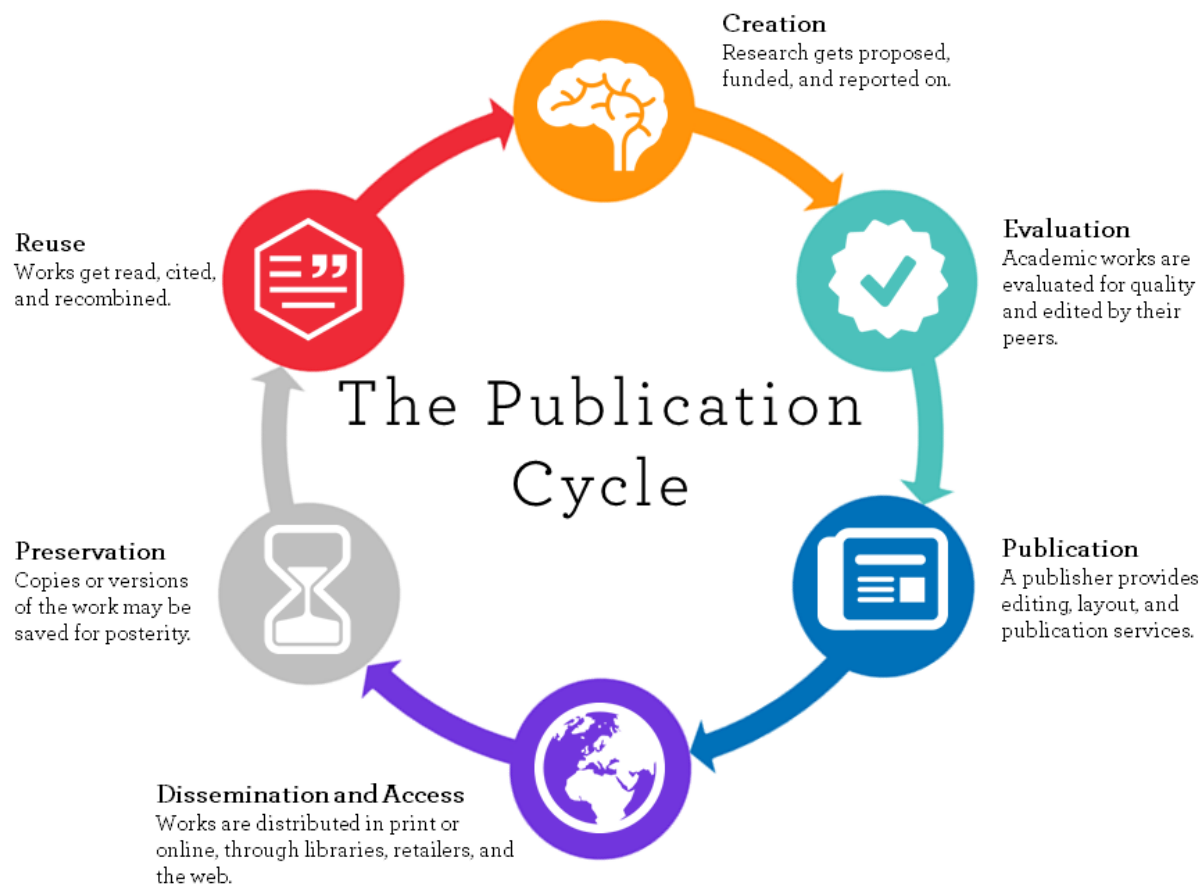 Creation
Research gets proposed,
funded, and reported on.
Evaluation
Academic works are
evaluated for quality
and edited by their
peers.
Publication
A publisher provides
editing, layout, and
publication services.
Dissemination and Access
Works are distributed in print or
online, through libraries, retailers, and
the web.
Preservation
Copies or versions
of the work may be
saved for posterity.
Reuse
Works get read, cited,
and recombined.
The Publication
Cycle